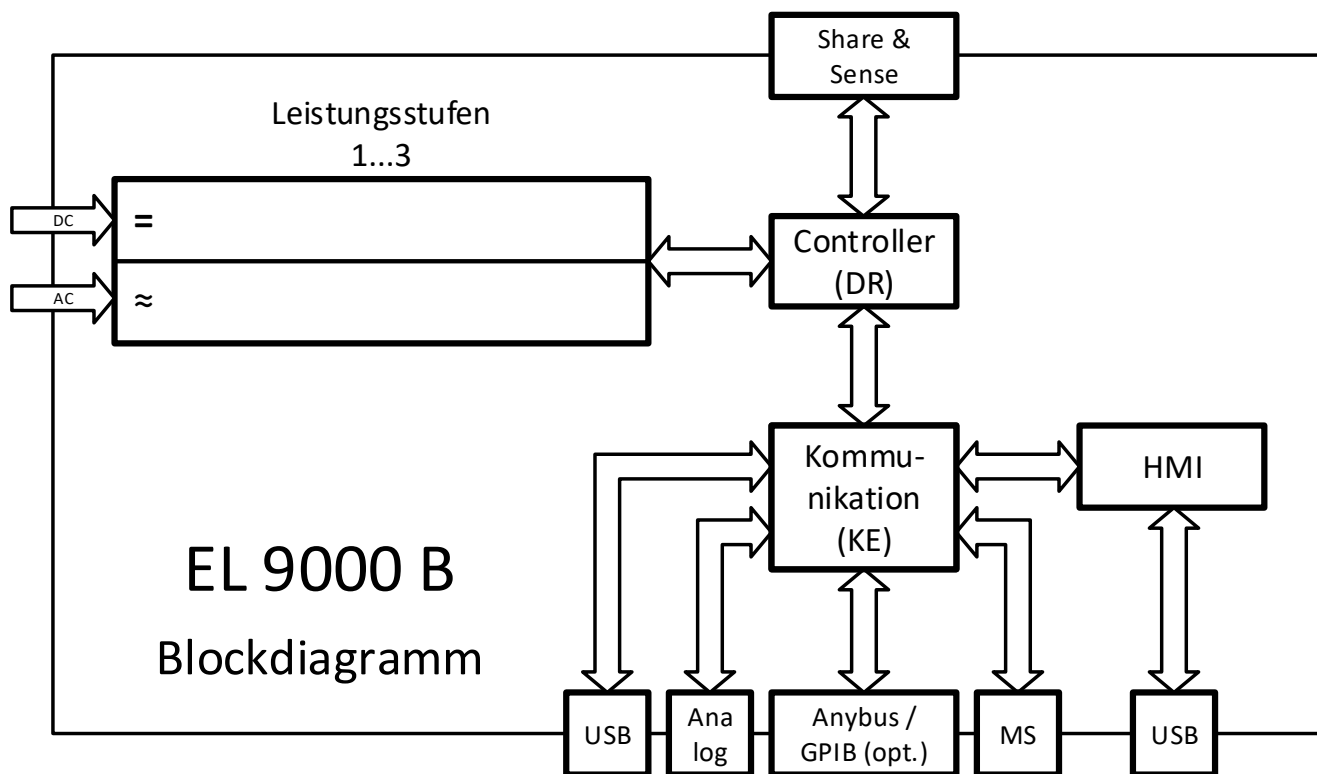 Share &
Sense
Leistungsstufen
1...3
DC
=
AC
≈
Controller
(DR)
Kommu-
nikation
(KE)
HMI
EL 9000 B
Blockdiagramm
USB
Ana
log
Anybus /
GPIB (opt.)
MS
USB